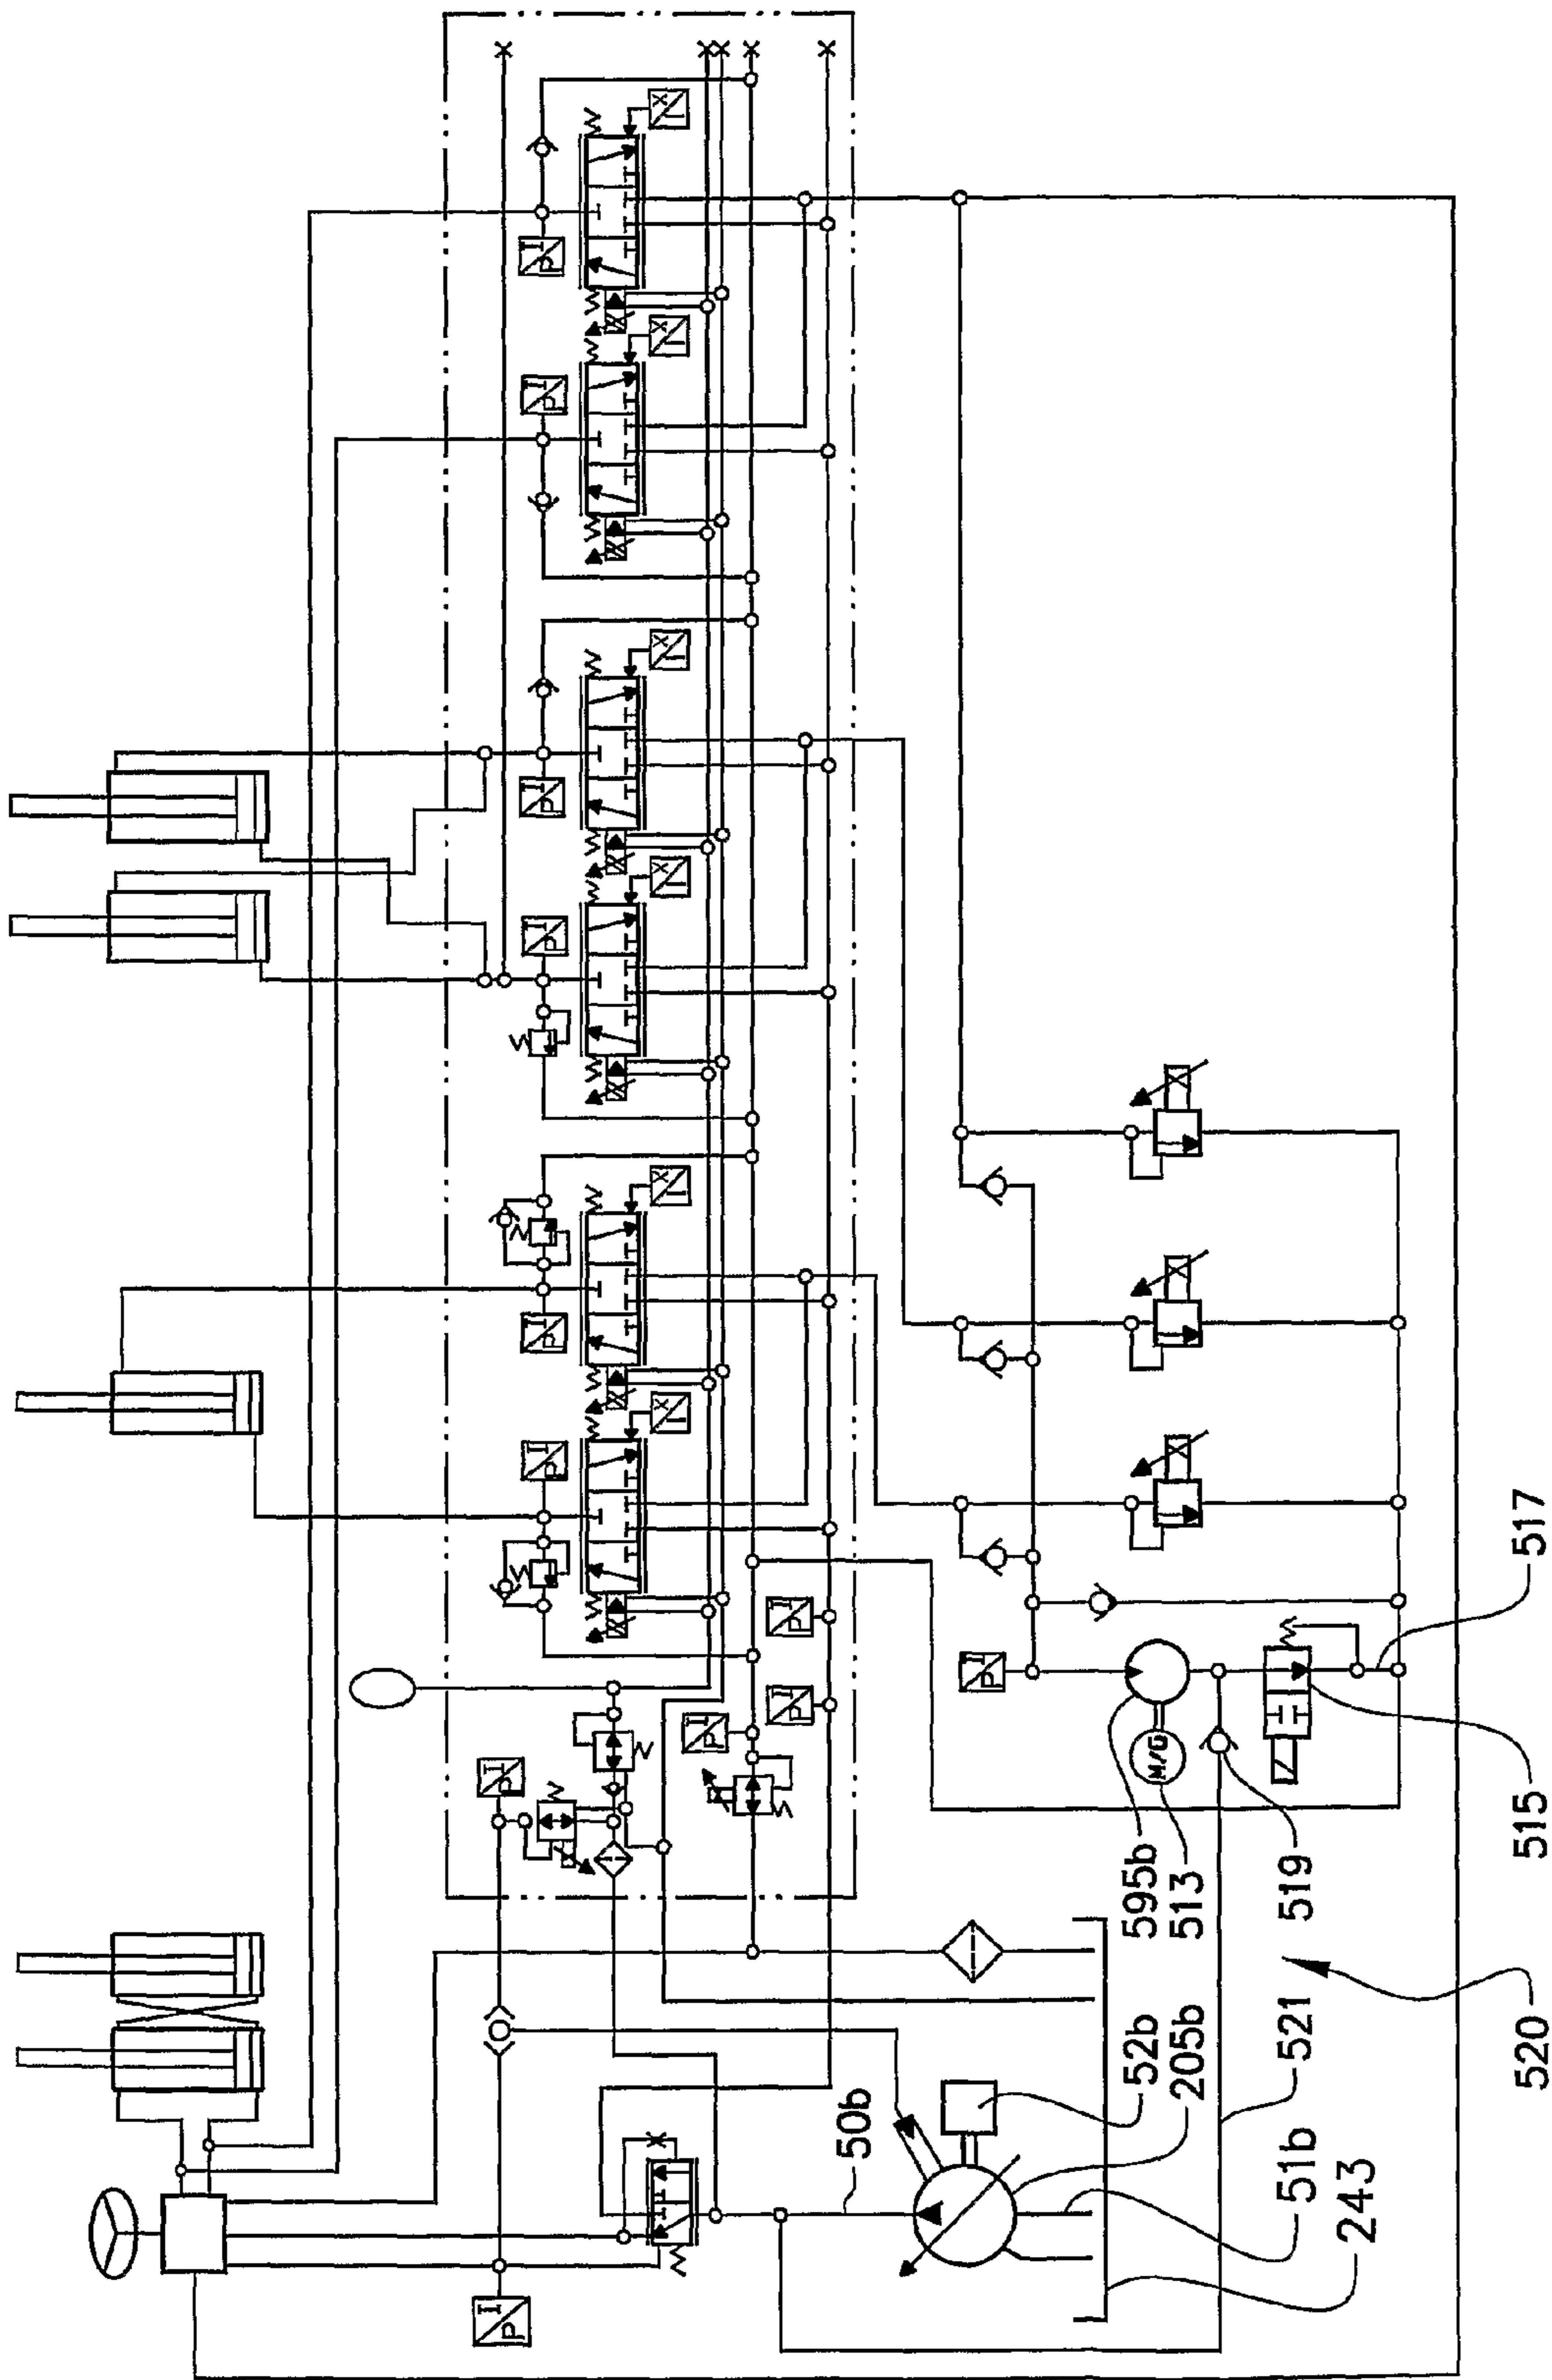 P I
P I
P I
P I
P I
P I
P I
P I
P I
P I
P I
P I
I X
I X
I X
I X
I X
I X
M/G
50b
52b
205b
51b
243
595b
513
519
521
520
515
517